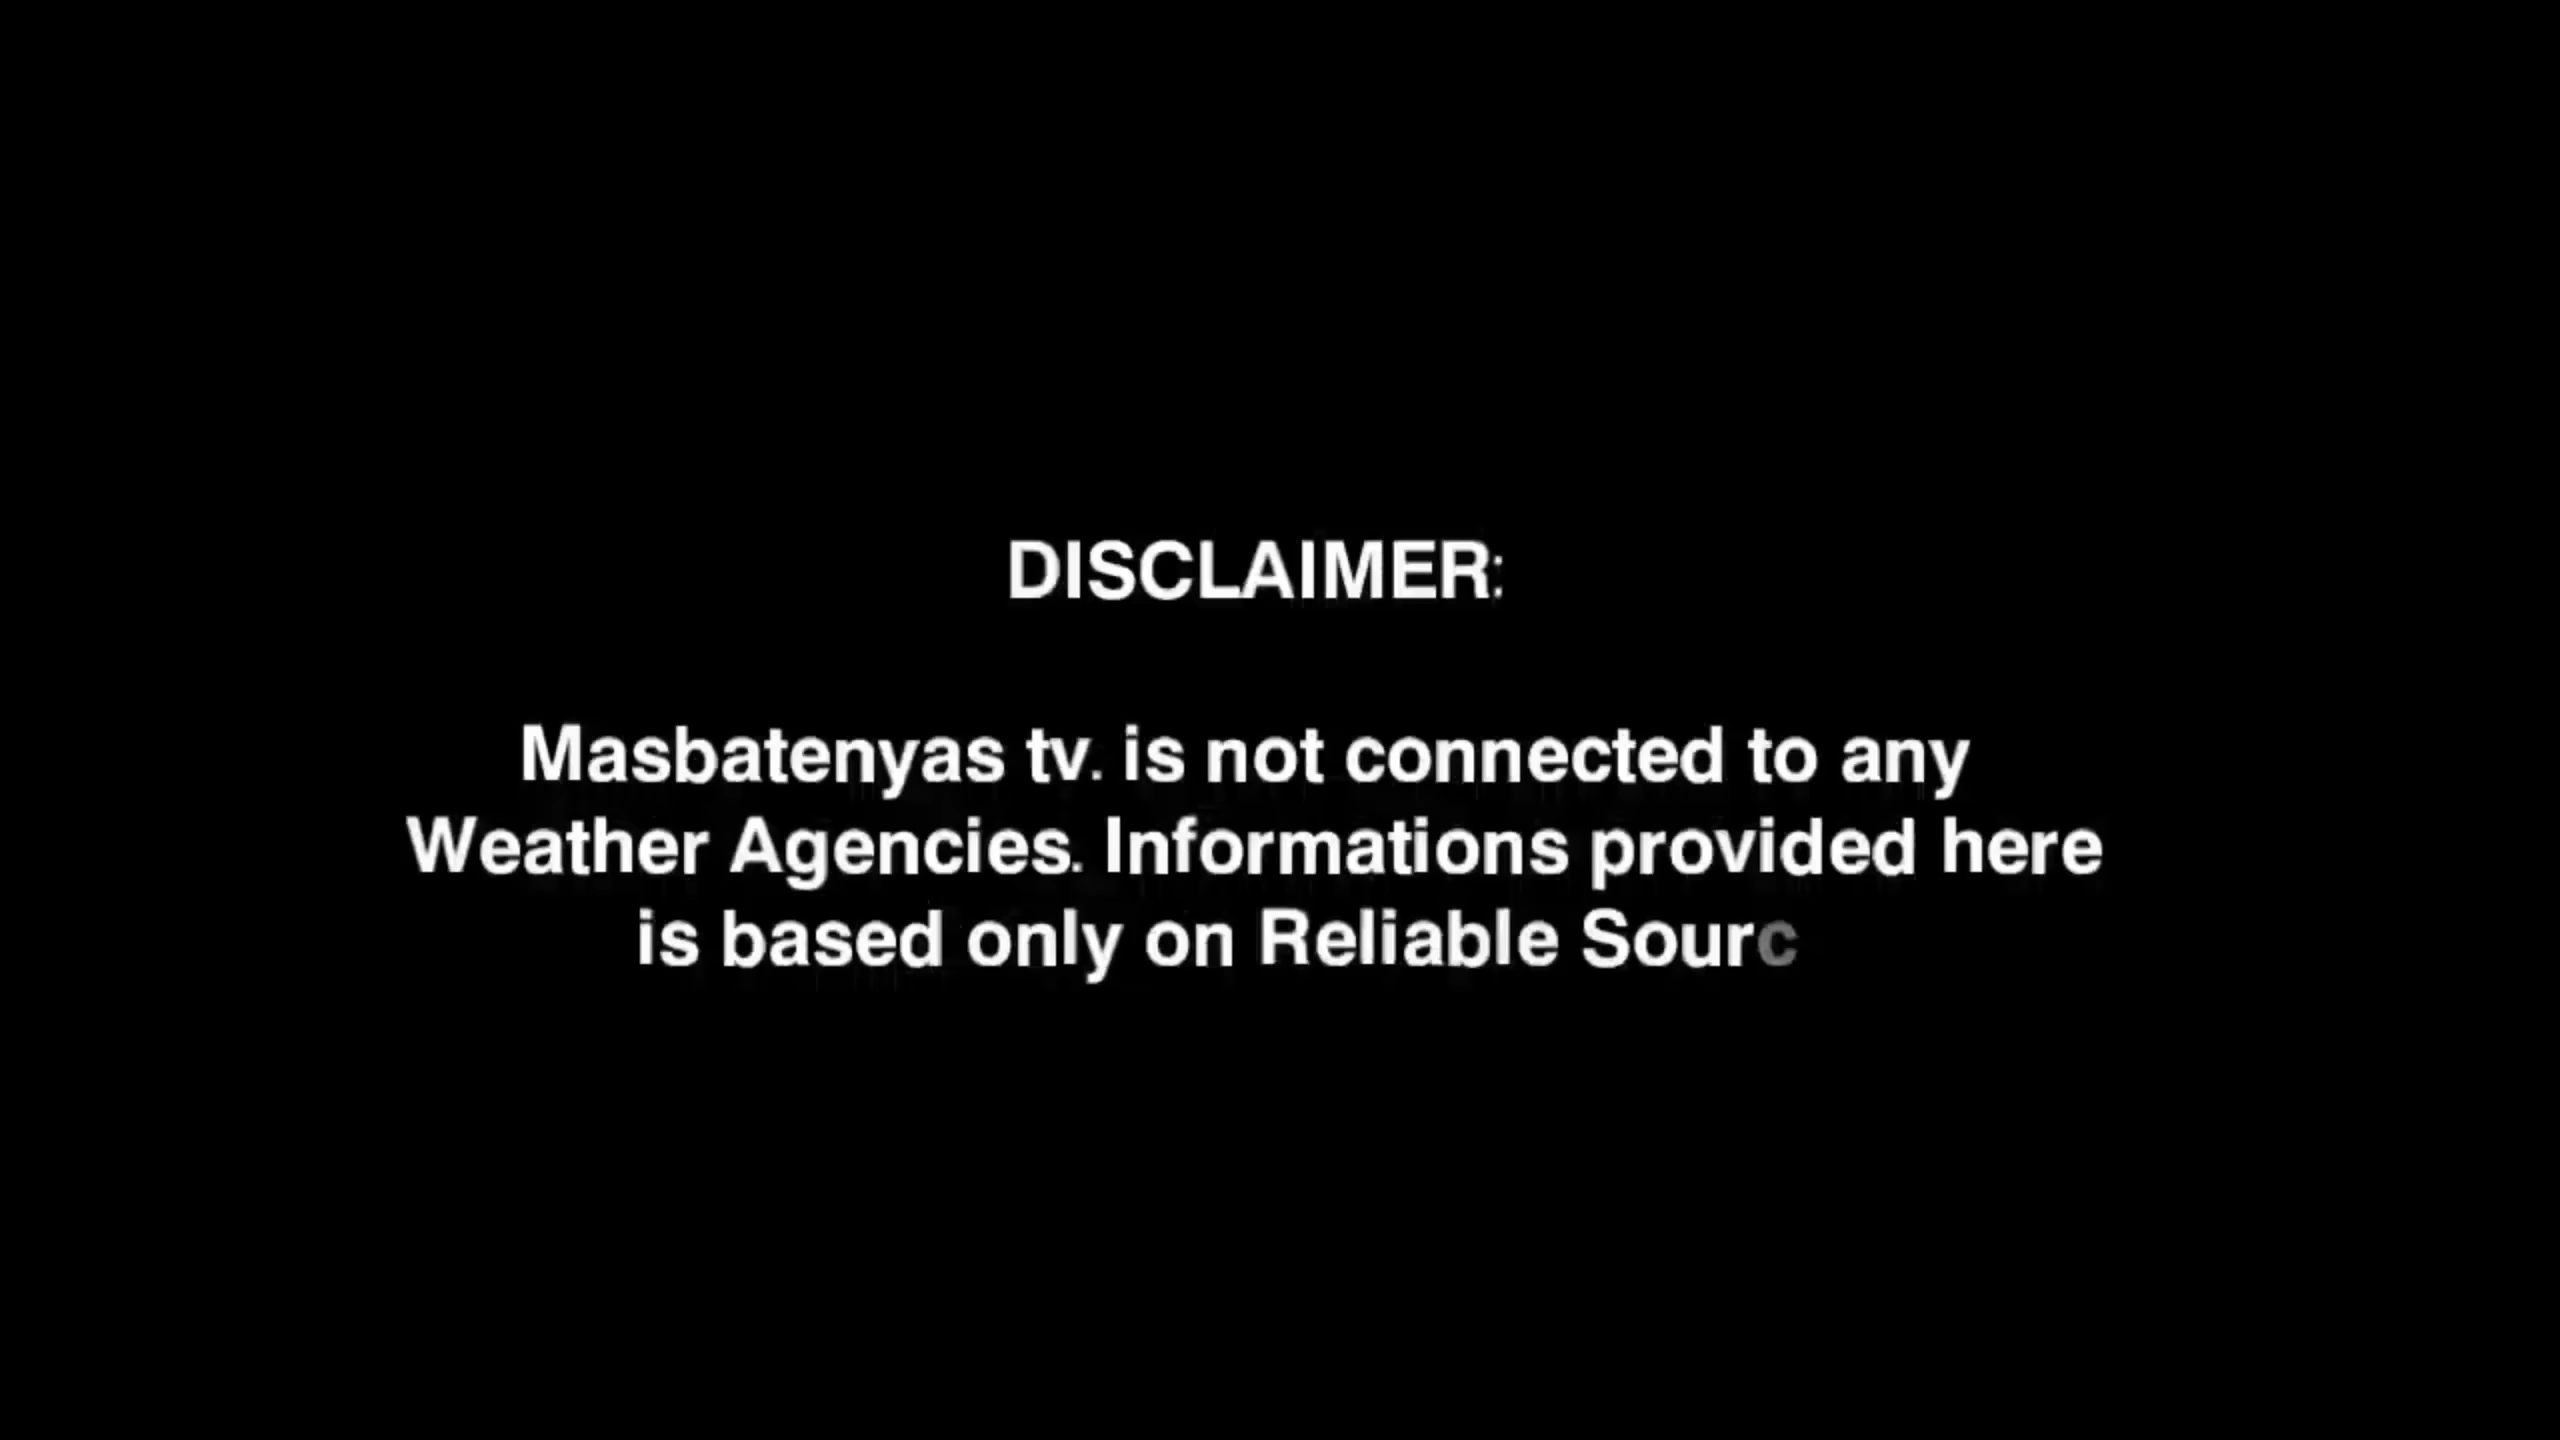 DISCLAIMER:
Masbatenyas tv. is not connected to any
Weather Agencies. Informations provided here
is based only on Reliable Sourc